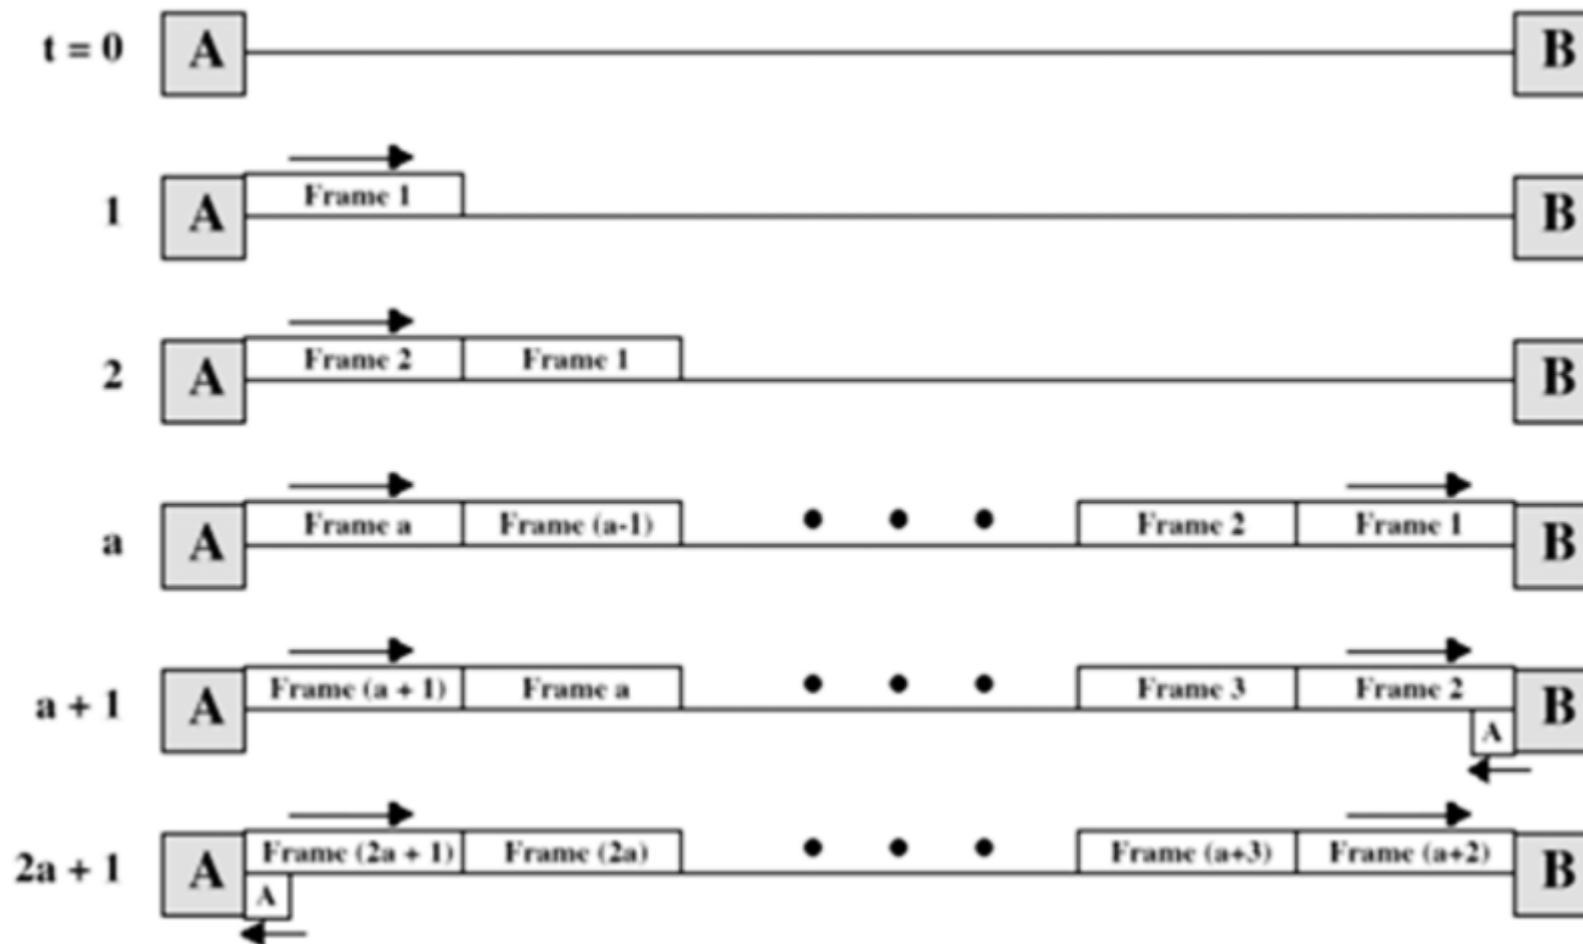 t = 0 A B
1 A Frame 1 B
2 A Frame 2 Frame 1 B
a A Frame a Frame (a-1) • • • Frame 2 Frame 1 B
a + 1 A Frame (a + 1) Frame a • • • Frame 3 Frame 2 B
A
2a + 1 A Frame (2a + 1) Frame (2a) • • • Frame (a+3) Frame (a+2) B
A